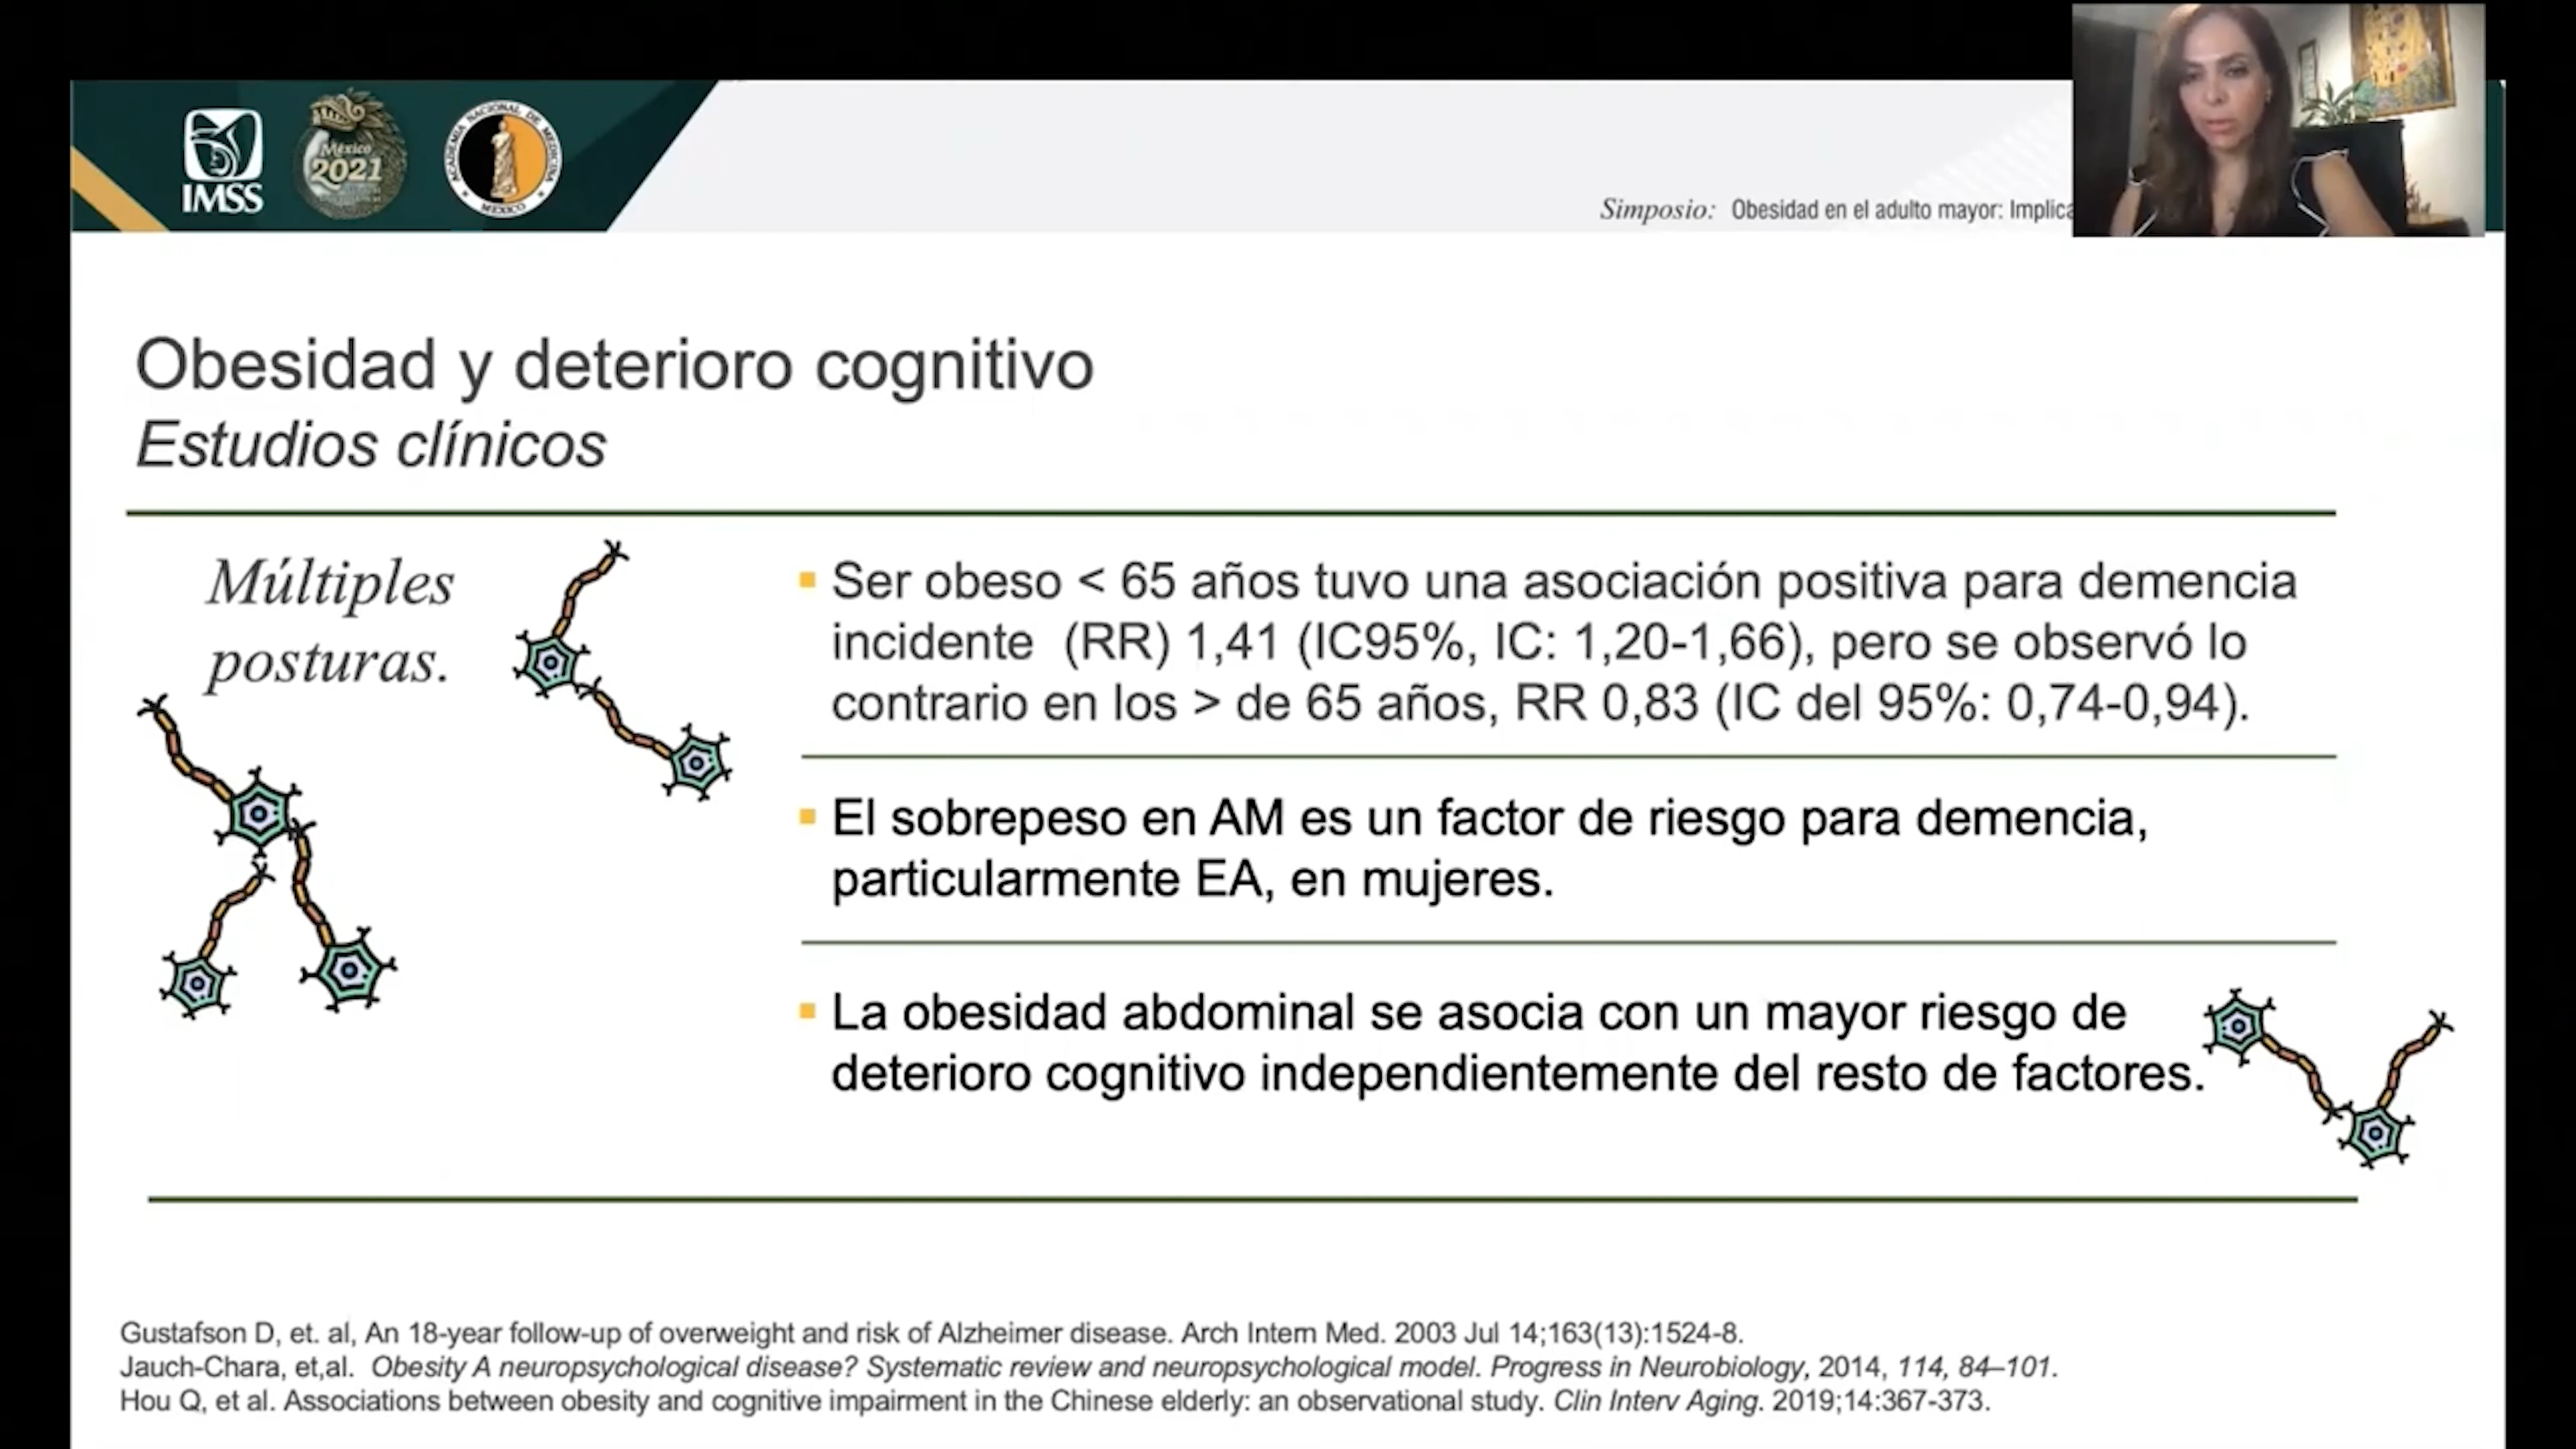 IMSS
México
2021
ACADEMIA NACIONAL DE MEDICINA
MEXICO
Simposio: Obesidad en el adulto mayor: Implica
Obesidad y deterioro cognitivo
Estudios clínicos
Múltiples
posturas.
Ser obeso < 65 años tuvo una asociación positiva para demencia
incidente (RR) 1,41 (IC95%, IC: 1,20-1,66), pero se observó lo
contrario en los > de 65 años, RR 0,83 (IC del 95%: 0,74-0,94).
El sobrepeso en AM es un factor de riesgo para demencia,
particularmente EA, en mujeres.
La obesidad abdominal se asocia con un mayor riesgo de
deterioro cognitivo independientemente del resto de factores.
Gustafson D, et. al, An 18-year follow-up of overweight and risk of Alzheimer disease. Arch Intern Med. 2003 Jul 14;163(13):1524-8.
Jauch-Chara, et,al. Obesity A neuropsychological disease? Systematic review and neuropsychological model. Progress in Neurobiology, 2014, 114, 84–101.
Hou Q, et al. Associations between obesity and cognitive impairment in the Chinese elderly: an observational study. Clin Interv Aging. 2019;14:367-373.